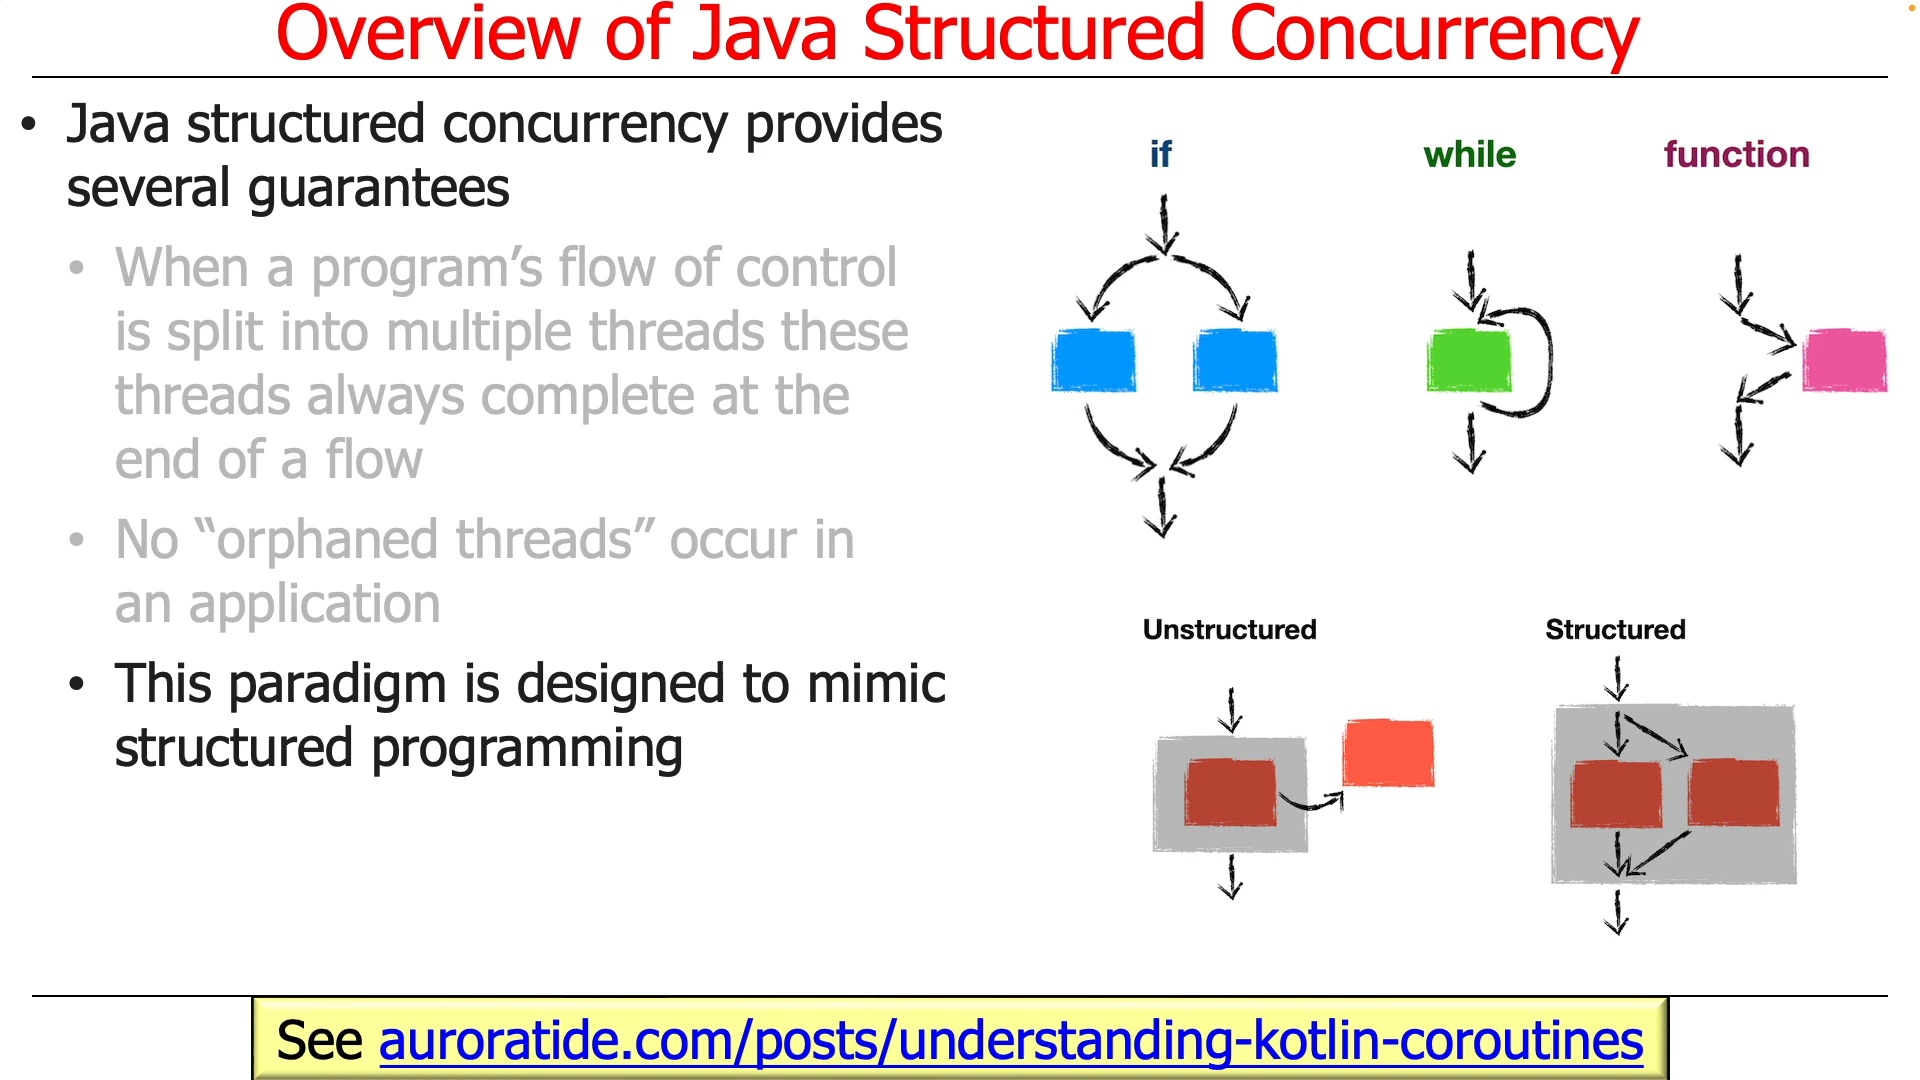 Overview of Java Structured Concurrency
• Java structured concurrency provides
several guarantees
• When a program’s flow of control
is split into multiple threads these
threads always complete at the
end of a flow
• No “orphaned threads” occur in
an application
• This paradigm is designed to mimic
structured programming
if
while
function
Unstructured
Structured
See auroratide.com/posts/understanding-kotlin-coroutines